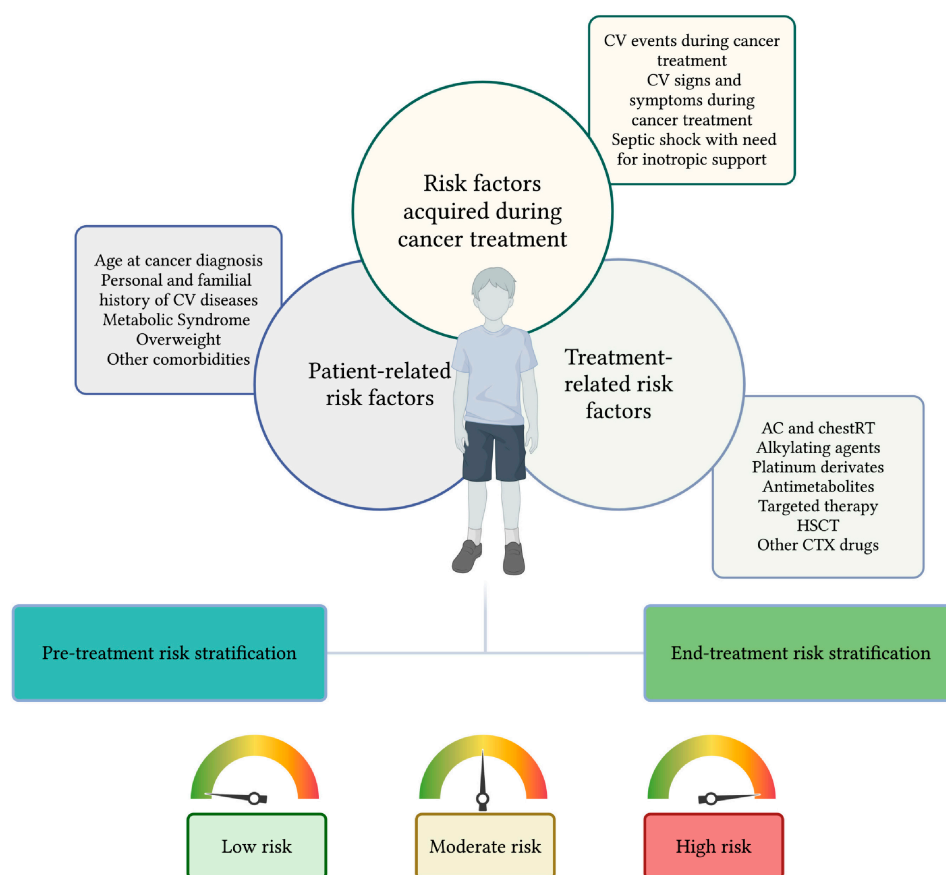 CV events during cancer
treatment
CV signs and
symptoms during
cancer treatment
Septic shock with need
for inotropic support
Risk factors
acquired during
cancer treatment
Age at cancer diagnosis
Personal and familial
history of CV diseases
Metabolic Syndrome
Overweight
Other comorbidities
Patient-related
risk factors
Treatment-
related risk
factors
AC and chestRT
Alkylating agents
Platinum derivates
Antimetabolites
Targeted therapy
HSCT
Other CTX drugs
Pre-treatment risk stratification
End-treatment risk stratification
Low risk
Moderate risk
High risk